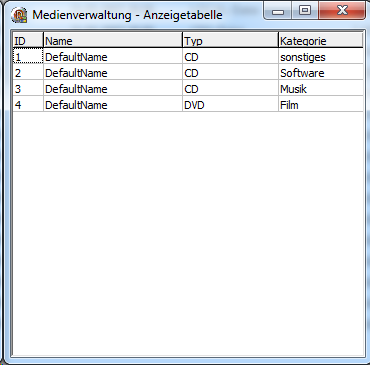 Medienverwaltung - Anzeigetabelle
ID Name Typ Kategorie
1 DefaultName CD sonstiges
2 DefaultName CD Software
3 DefaultName CD Musik
4 DefaultName DVD Film